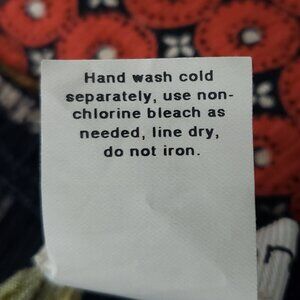 Hand wash cold
separately, use non-
chlorine bleach as
needed, line dry,
do not iron.